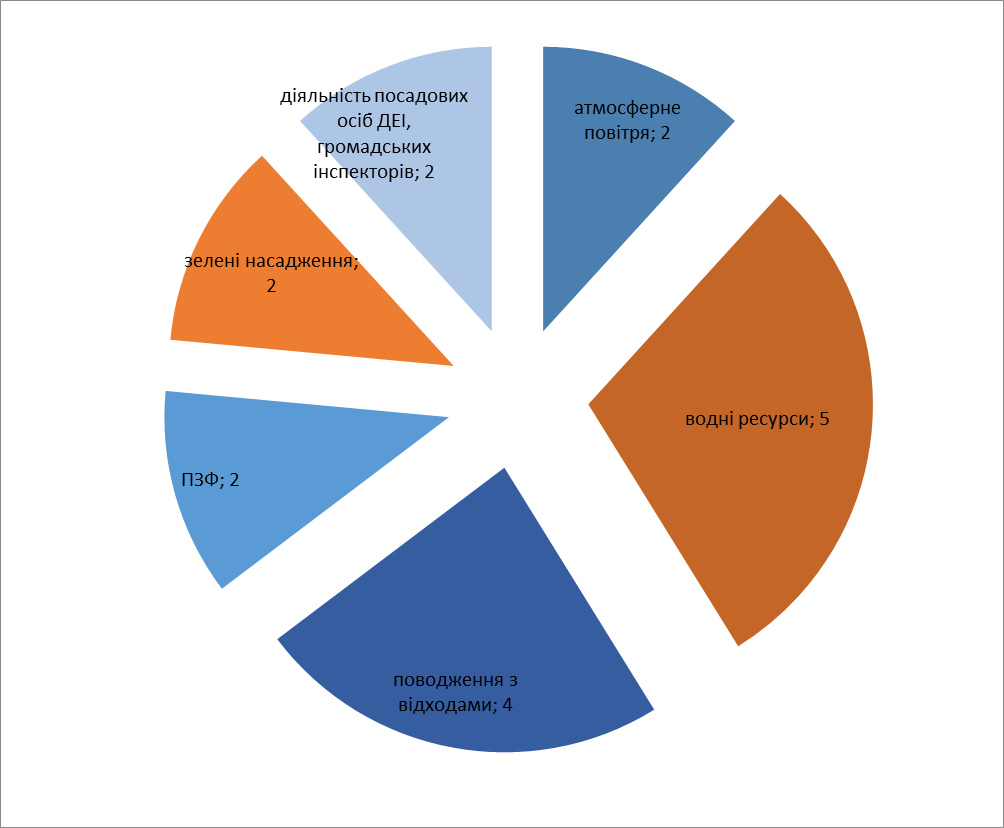 діяльність посадових
осіб ДЕІ,
громадських
інспекторів; 2
атмосферне
повітря; 2
зелені насадження;
2
водні ресурси; 5
ПЗФ; 2
поводження з
відходами; 4